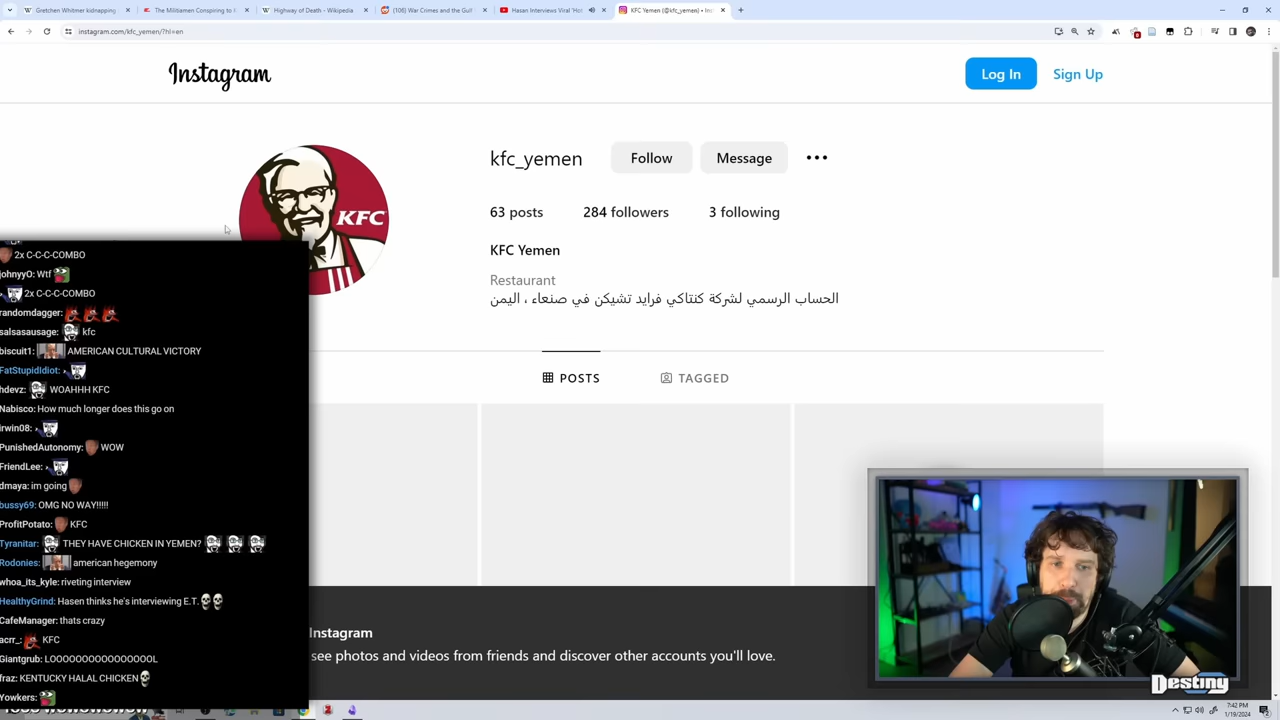 Gretchen Whitmer kidnapping
The Militiamen Conspiring to
Highway of Death - Wikipedia
(108) War Crimes and the Gulf
Hasan Interviews Viral 'Hot
KFC Yemen (@kfc_yemen) • Ins
instagram.com/kfc_yemen/?hl=en
Instagram
Log In
Sign Up
KFC
kfc_yemen
Follow
Message
63 posts
284 followers
3 following
KFC Yemen
Restaurant
الحساب الرسمي لشركة كنتاكي فرايد تشيكن في صنعاء ، اليمن
POSTS
TAGGED
2x C-C-C-COMBO
johnyyO: Wtf
2x C-C-C-COMBO
randomdagger:
salsasausage: kfc
biscuit1: AMERICAN CULTURAL VICTORY
FatStupidIdiot:
hdevz: WOAHHH KFC
Nabisco: How much longer does this go on
Irwin08:
PunishedAutonomy: WOW
FriendLee:
dmaya: im going
bussy69: OMG NO WAY!!!!!
ProfitPotato: KFC
Tyranitar: THEY HAVE CHICKEN IN YEMEN?
Rodonies: american hegemony
whoa_its_kyle: riveting interview
HealthyGrind: Hasen thinks he's interviewing E.T.
CafeManager: thats crazy
acrr_: KFC
Giantgrub: LOOOOOOOOOOOOOOOOL
fraz: KENTUCKY HALAL CHICKEN
Yowkers:
Instagram
see photos and videos from friends and discover other accounts you'll love.
Destiny
7:42 PM
1/19/2024